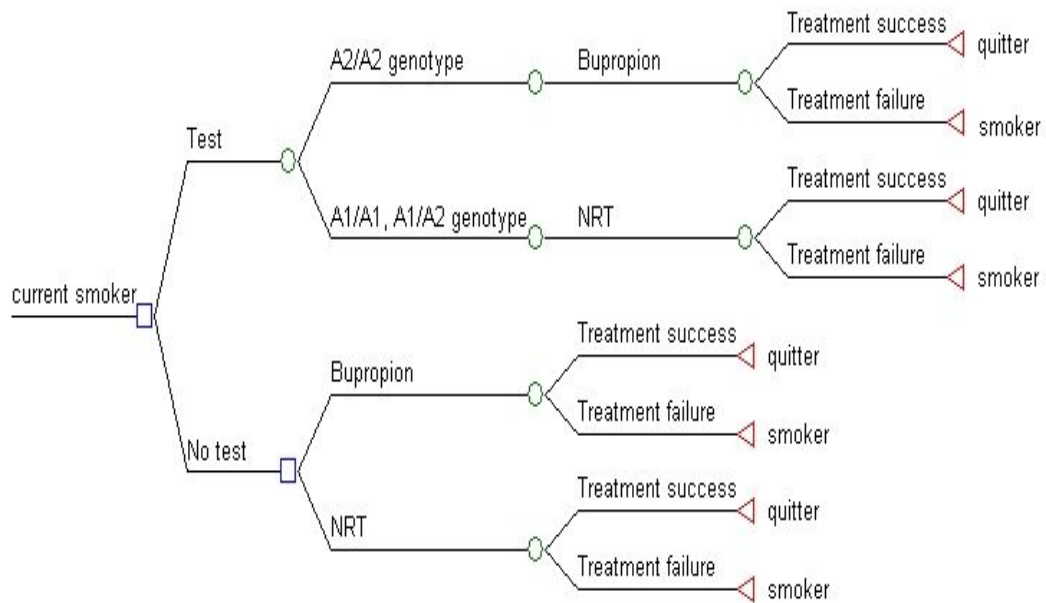 Treatment success
quitter
A2/A2 genotype
Bupropion
Treatment failure
smoker
Test
Treatment success
quitter
A1/A1, A1/A2 genotype
NRT
Treatment failure
smoker
current smoker
Treatment success
quitter
Bupropion
Treatment failure
smoker
No test
Treatment success
quitter
NRT
Treatment failure
smoker